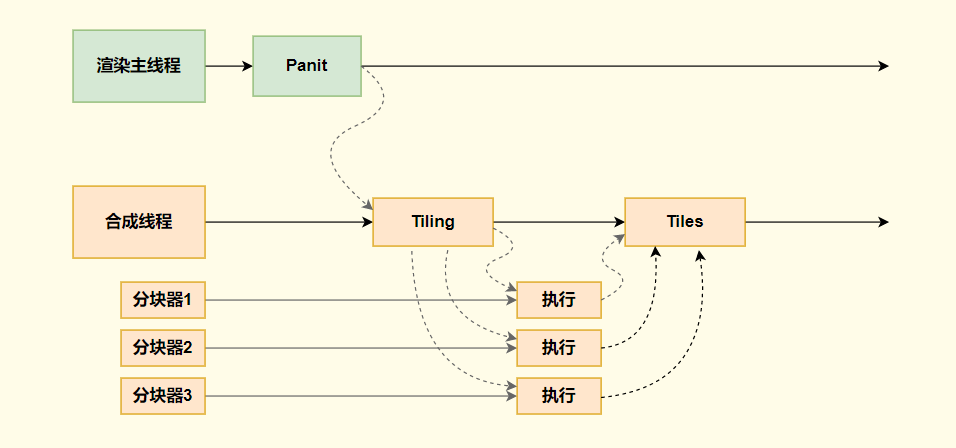 渲染主线程
Panit
合成线程
Tiling
Tiles
分块器1
执行
分块器2
执行
分块器3
执行